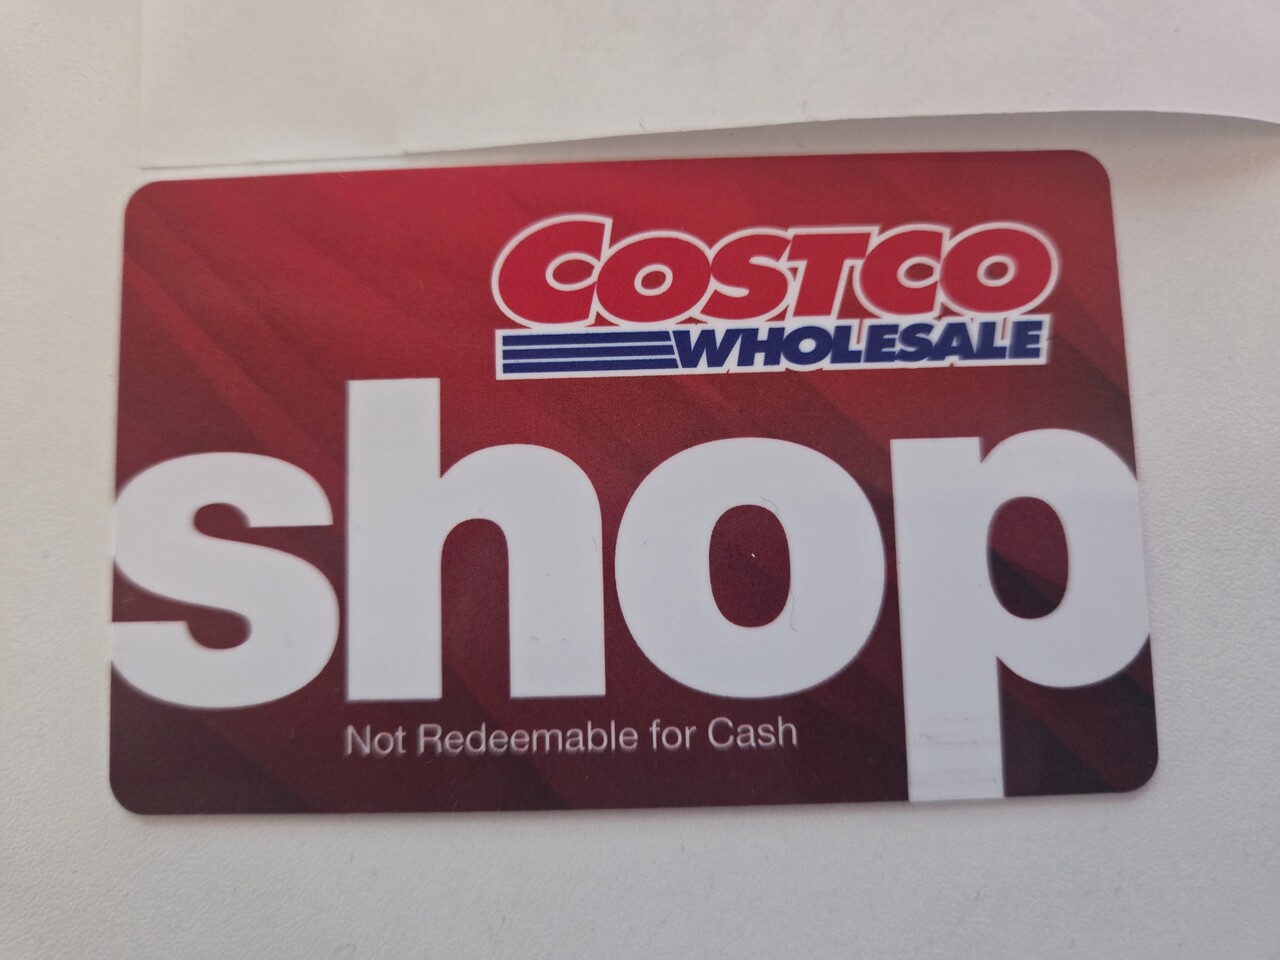 COSTCO
WHOLESALE
shop
Not Redeemable for Cash